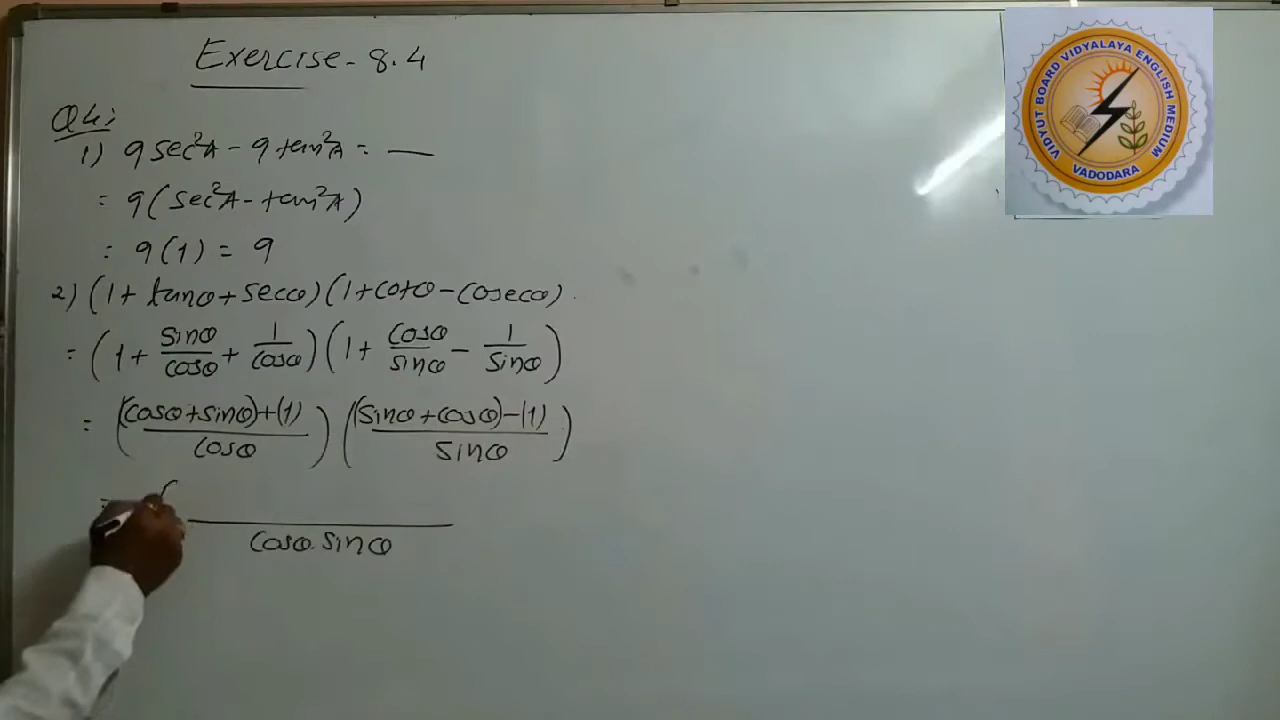 Exercise - 8.4
Q4:
1) 9 sec²A - 9 tan²A = __
= 9(sec²A - tan²A)
= 9(1) = 9
2) (1 + tanθ + secθ)(1 + cotθ - cosecθ).
= (1 + sinθ/cosθ + 1/cosθ)(1 + cosθ/sinθ - 1/sinθ)
= ((cosθ + sinθ) + (1)/cosθ)((sinθ + cosθ) - (1)/sinθ)
= (/cosθ. sinθ
VIDYUT BOARD VIDYALAYA ENGLISH MEDIUM
VADODARA